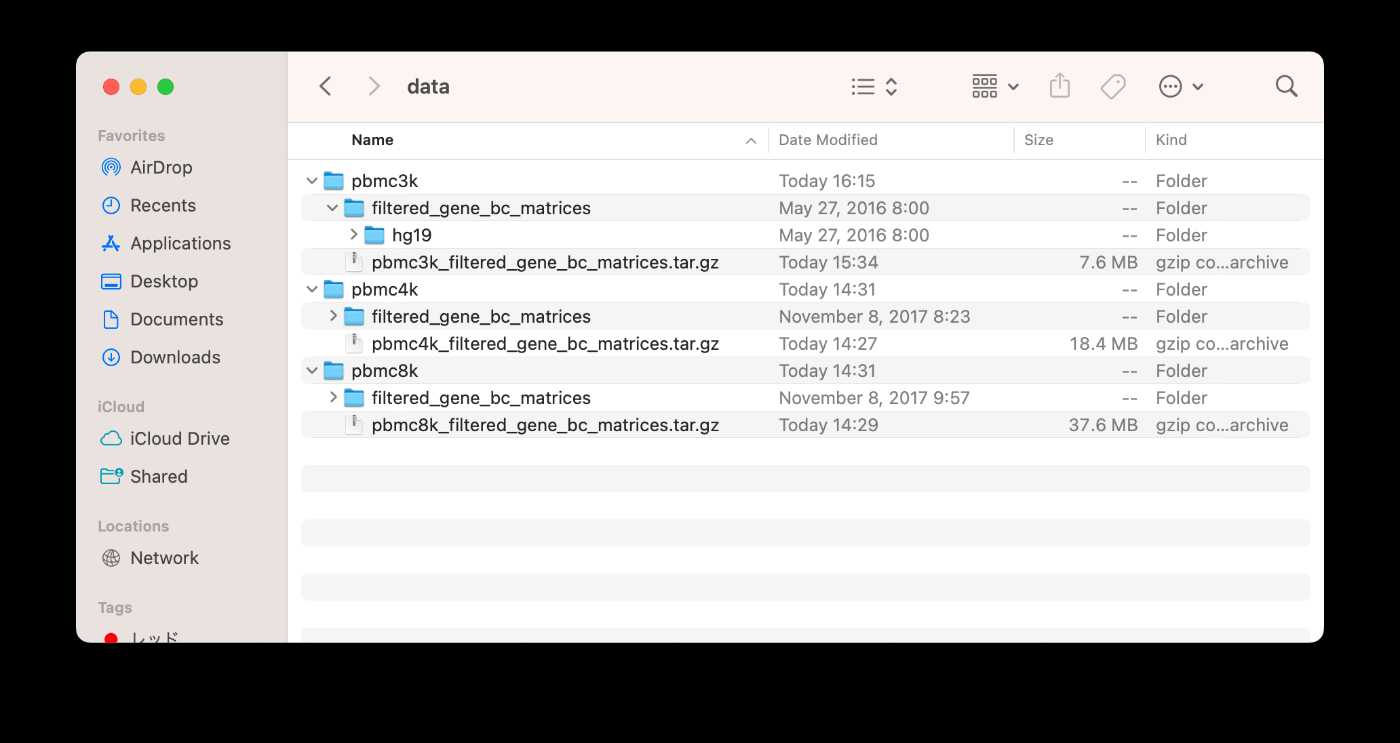 data
Favorites
AirDrop
Recents
Applications
Desktop
Documents
Downloads
iCloud
iCloud Drive
Shared
Locations
Network
Tags
レッド
Name Date Modified Size Kind
pbmc3k Today 16:15 -- Folder
filtered_gene_bc_matrices May 27, 2016 8:00 -- Folder
hg19 May 27, 2016 8:00 -- Folder
pbmc3k_filtered_gene_bc_matrices.tar.gz Today 15:34 7.6 MB gzip co...archive
pbmc4k Today 14:31 -- Folder
filtered_gene_bc_matrices November 8, 2017 8:23 -- Folder
pbmc4k_filtered_gene_bc_matrices.tar.gz Today 14:27 18.4 MB gzip co...archive
pbmc8k Today 14:31 -- Folder
filtered_gene_bc_matrices November 8, 2017 9:57 -- Folder
pbmc8k_filtered_gene_bc_matrices.tar.gz Today 14:29 37.6 MB gzip co...archive